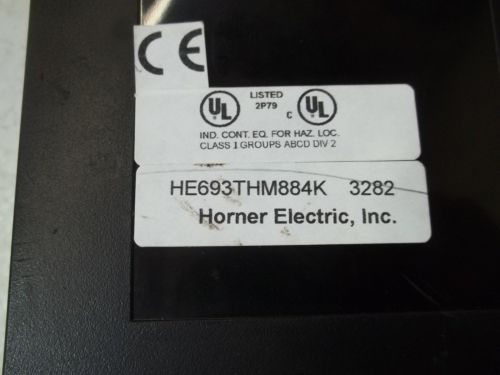 CE
UL LISTED 2P79 C UL
IND. CONT. EQ. FOR HAZ. LOC.
CLASS I GROUPS ABCD DIV 2
HE693THM884K 3282
Horner Electric, Inc.